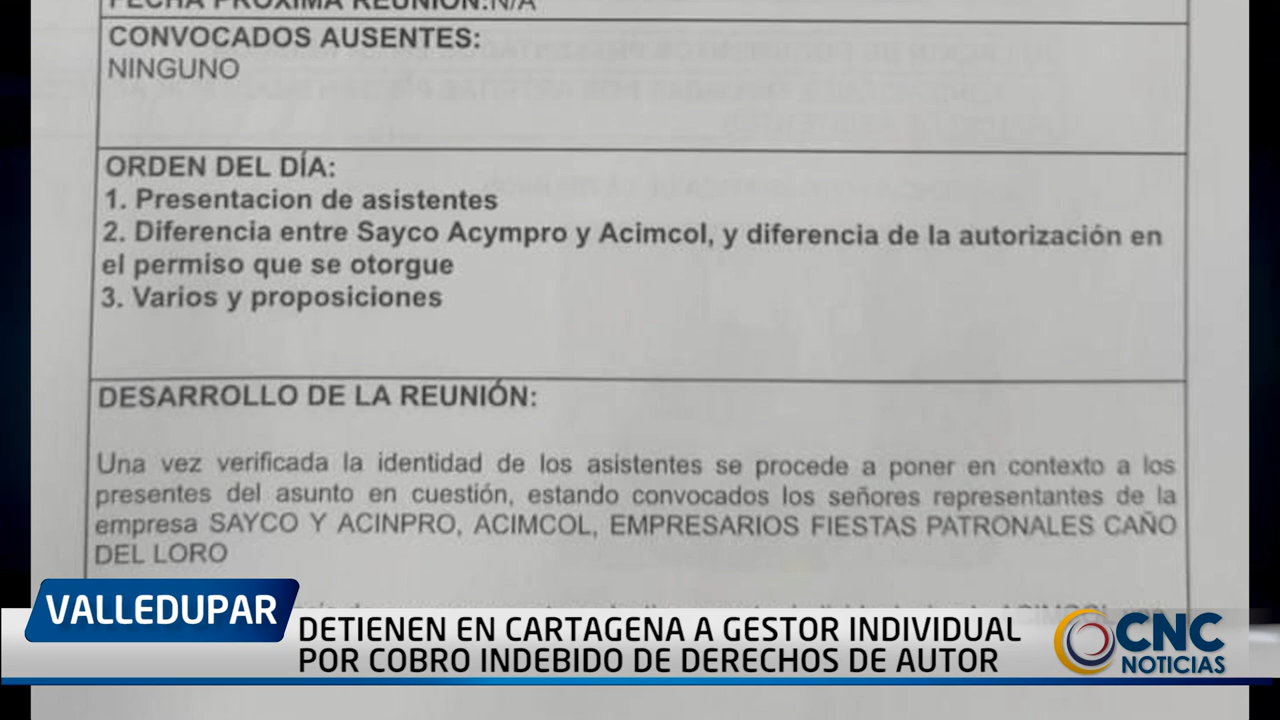 FECHA PRÓXIMA REUNIÓN:N/A
CONVOCADOS AUSENTES:
NINGUNO
ORDEN DEL DÍA:
1. Presentacion de asistentes
2. Diferencia entre Sayco Acympro y Acimcol, y diferencia de la autorización en
el permiso que se otorgue
3. Varios y proposiciones
DESARROLLO DE LA REUNIÓN:
Una vez verificada la identidad de los asistentes se procede a poner en contexto a los
presentes del asunto en cuestión, estando convocados los señores representantes de la
empresa SAYCO Y ACINPRO, ACIMCOL, EMPRESARIOS FIESTAS PATRONALES CAÑO
DEL LORO
VALLEDUPAR
DETIENEN EN CARTAGENA A GESTOR INDIVIDUAL
POR COBRO INDEBIDO DE DERECHOS DE AUTOR
CNC
NOTICIAS